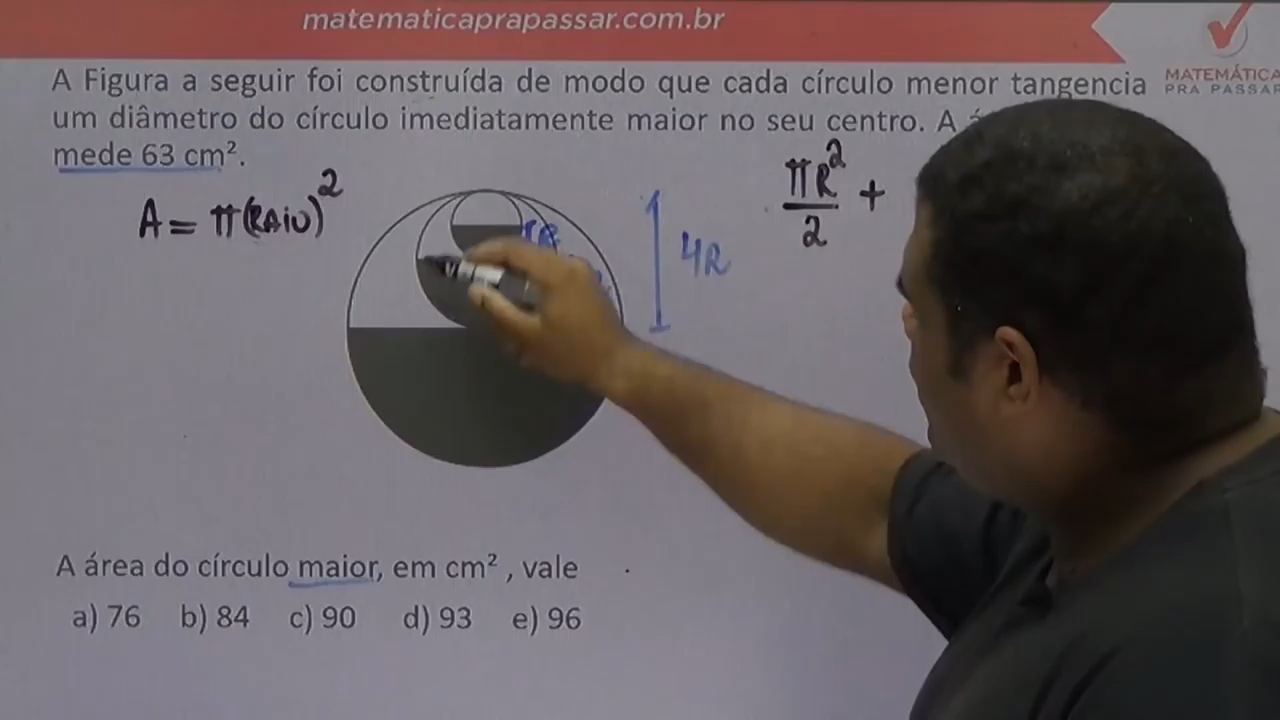 matematicaprapassar.com.br
MATEMÁTICA
PRA PASSAR
A Figura a seguir foi construída de modo que cada círculo menor tangencia
um diâmetro do círculo imediatamente maior no seu centro. A
mede 63 cm².
A = π(RAIO)²
πR²/2 +
4R
A área do círculo maior, em cm² , vale
a) 76 b) 84 c) 90 d) 93 e) 96